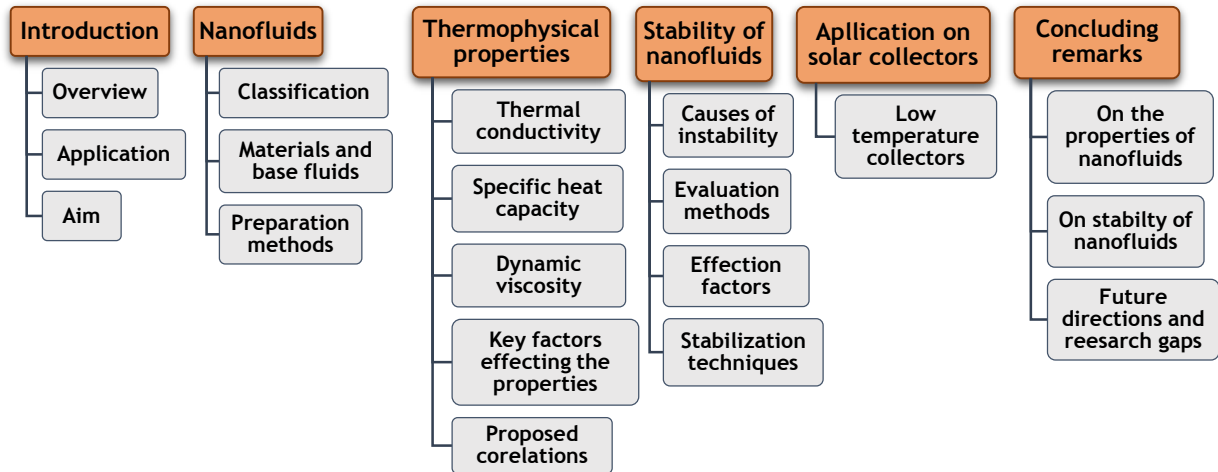 Introduction
Overview
Application
Aim
Nanofluids
Classification
Materials and
base fluids
Preparation
methods
Thermophysical
properties
Thermal
conductivity
Specific heat
capacity
Dynamic
viscosity
Key factors
effecting the
properties
Proposed
corelations
Stability of
nanofluids
Causes of
instability
Evaluation
methods
Effection
factors
Stabilization
techniques
Apllication on
solar collectors
Low
temperature
collectors
Concluding
remarks
On the
properties of
nanofluids
On stabilty of
nanofluids
Future
directions and
reesarch gaps